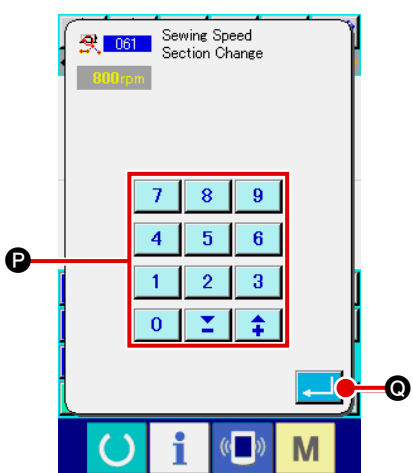 061 Sewing Speed
Section Change
800rpm
7 8 9
4 5 6
P
1 2 3
0
Q
i M